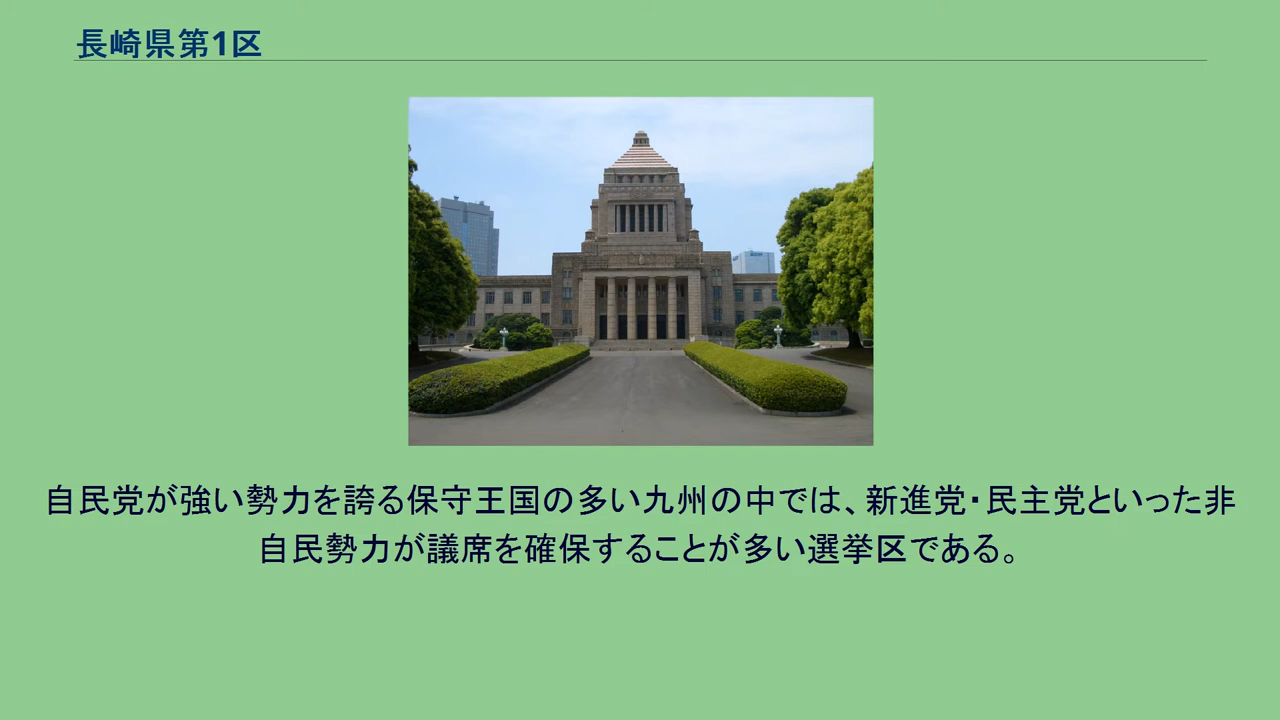 長崎県第1区
自民党が強い勢力を誇る保守王国の多い九州の中では、新進党・民主党といった非
自民勢力が議席を確保することが多い選挙区である。